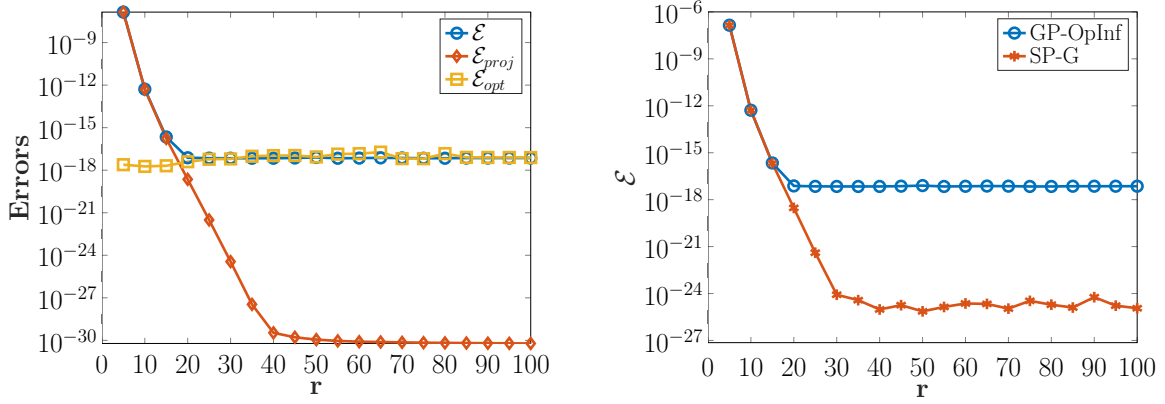 10^{-9}
10^{-12}
10^{-15}
10^{-18}
10^{-21}
10^{-24}
10^{-27}
10^{-30}
Errors
0 10 20 30 40 50 60 70 80 90 100
r
ℰ
ℰ_{proj}
ℰ_{opt}
10^{-6}
10^{-9}
10^{-12}
10^{-15}
10^{-18}
10^{-21}
10^{-24}
10^{-27}
ℰ
0 10 20 30 40 50 60 70 80 90 100
r
GP-OpInf
SP-G